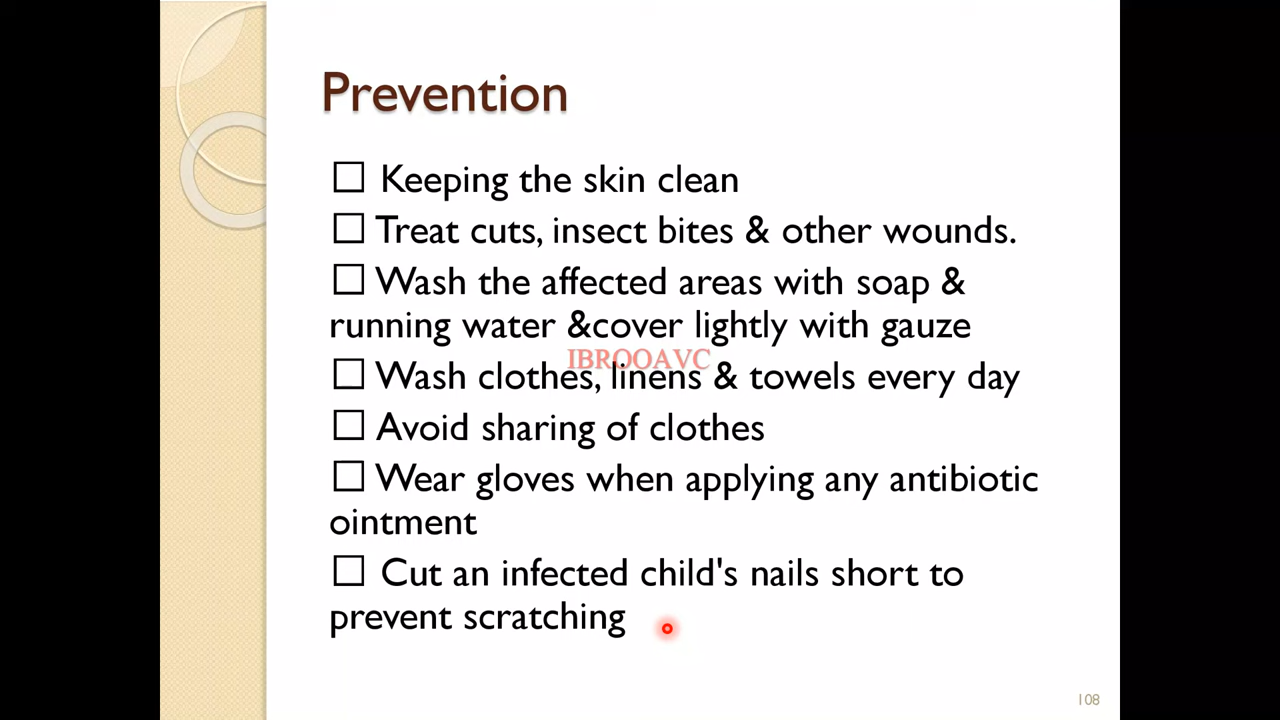 Prevention
☐ Keeping the skin clean
☐ Treat cuts, insect bites & other wounds.
☐ Wash the affected areas with soap &
running water &cover lightly with gauze
IBROOAVC
☐ Wash clothes, linens & towels every day
☐ Avoid sharing of clothes
☐ Wear gloves when applying any antibiotic
ointment
☐ Cut an infected child's nails short to
prevent scratching
108